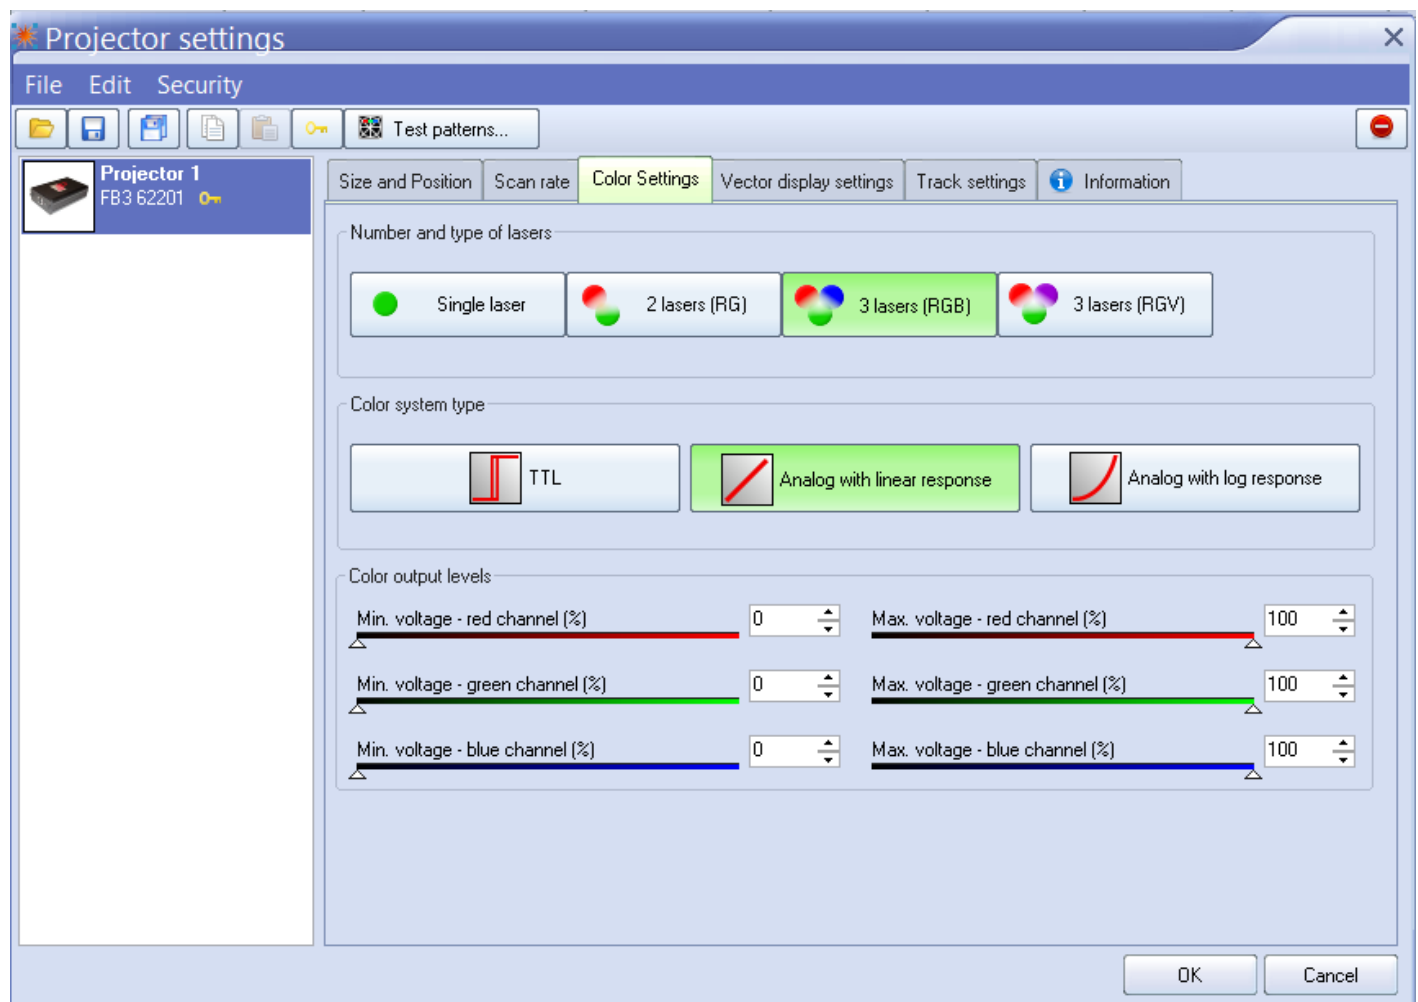 Projector settings
File Edit Security
Test patterns...
Projector 1
FB3 62201
Size and Position Scan rate Color Settings Vector display settings Track settings Information
Number and type of lasers
Single laser 2 lasers (RG) 3 lasers (RGB) 3 lasers (RGV)
Color system type
TTL Analog with linear response Analog with log response
Color output levels
Min. voltage - red channel (%) 0 Max. voltage - red channel (%) 100
Min. voltage - green channel (%) 0 Max. voltage - green channel (%) 100
Min. voltage - blue channel (%) 0 Max. voltage - blue channel (%) 100
OK Cancel